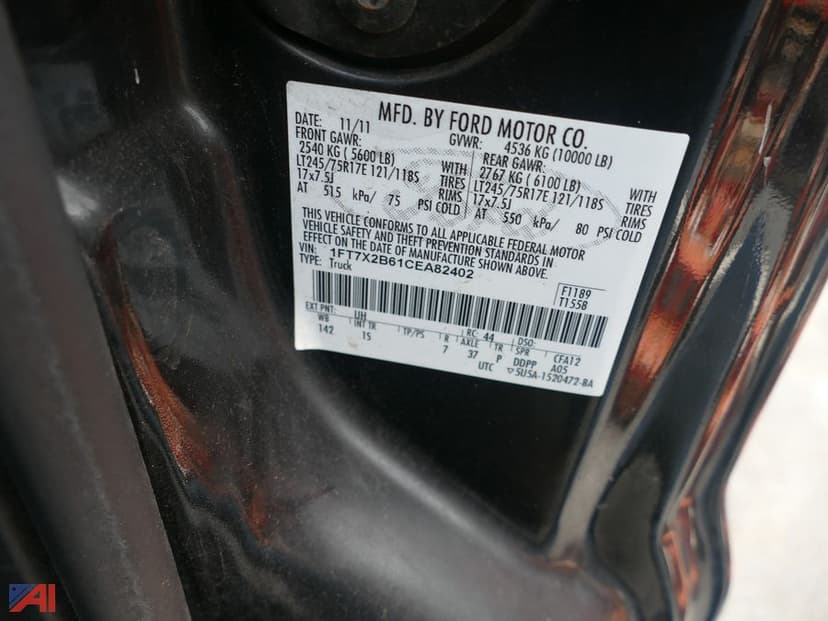 MFD. BY FORD MOTOR CO.
DATE: 11/11 GVWR: 4536 KG (10000 LB)
FRONT GAWR: REAR GAWR:
2540 KG ( 5600 LB) WITH 2767 KG ( 6100 LB) WITH
LT245/75R17E 121/118S TIRES LT245/75R17E 121/118S TIRES
17x7.5J RIMS 17x7.5J RIMS
AT 515 kPa/ 75 PSI COLD AT 550 kPa/ 80 PSI COLD
THIS VEHICLE CONFORMS TO ALL APPLICABLE FEDERAL MOTOR
VEHICLE SAFETY AND THEFT PREVENTION STANDARDS IN
EFFECT ON THE DATE OF MANUFACTURE SHOWN ABOVE.
VIN: 1FT7X2B61CEA82402
TYPE: Truck
F1189
T155B
EXT PNT: UH RC: 44 DSO:
WB INT TR TP/PS R AXLE TR SPR CFA12
142 15 7 37 P DDPP A05
UTC ▽5U5A-1520472-BA
AI